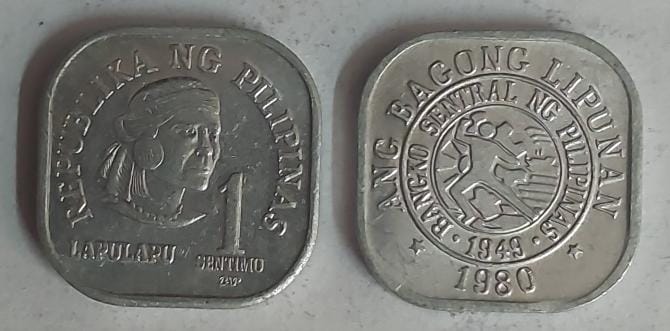 REPUBLIKA NG PILIPINAS
LAPULAPU
1
SENTIMO
ANG BAGONG LIPUNAN
BANGKO SENTRAL NG PILIPINAS
1949
1980